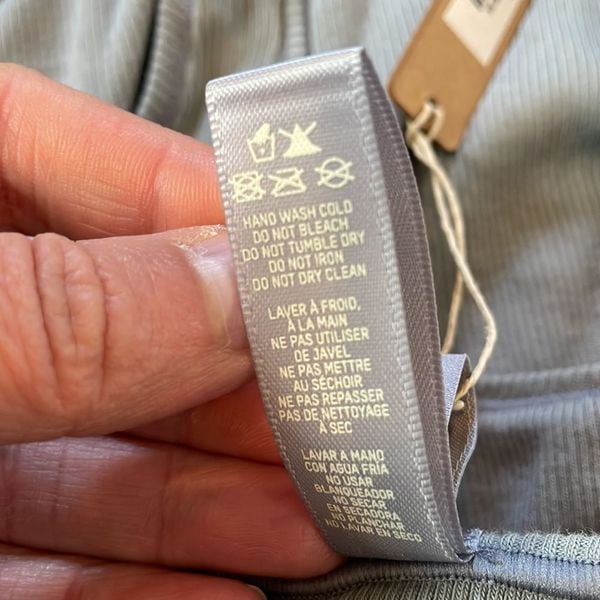 HAND WASH COLD
DO NOT BLEACH
DO NOT TUMBLE DRY
DO NOT IRON
DO NOT DRY CLEAN
LAVER À FROID,
À LA MAIN
NE PAS UTILISER
DE JAVEL
NE PAS METTRE
AU SÉCHOIR
NE PAS REPASSER
PAS DE NETTOYAGE
À SEC
LAVAR A MANO
CON AGUA FRÍA
NO USAR
BLANQUEADOR
NO SECAR
EN SECADORA
NO PLANCHAR
NO LAVAR EN SECO